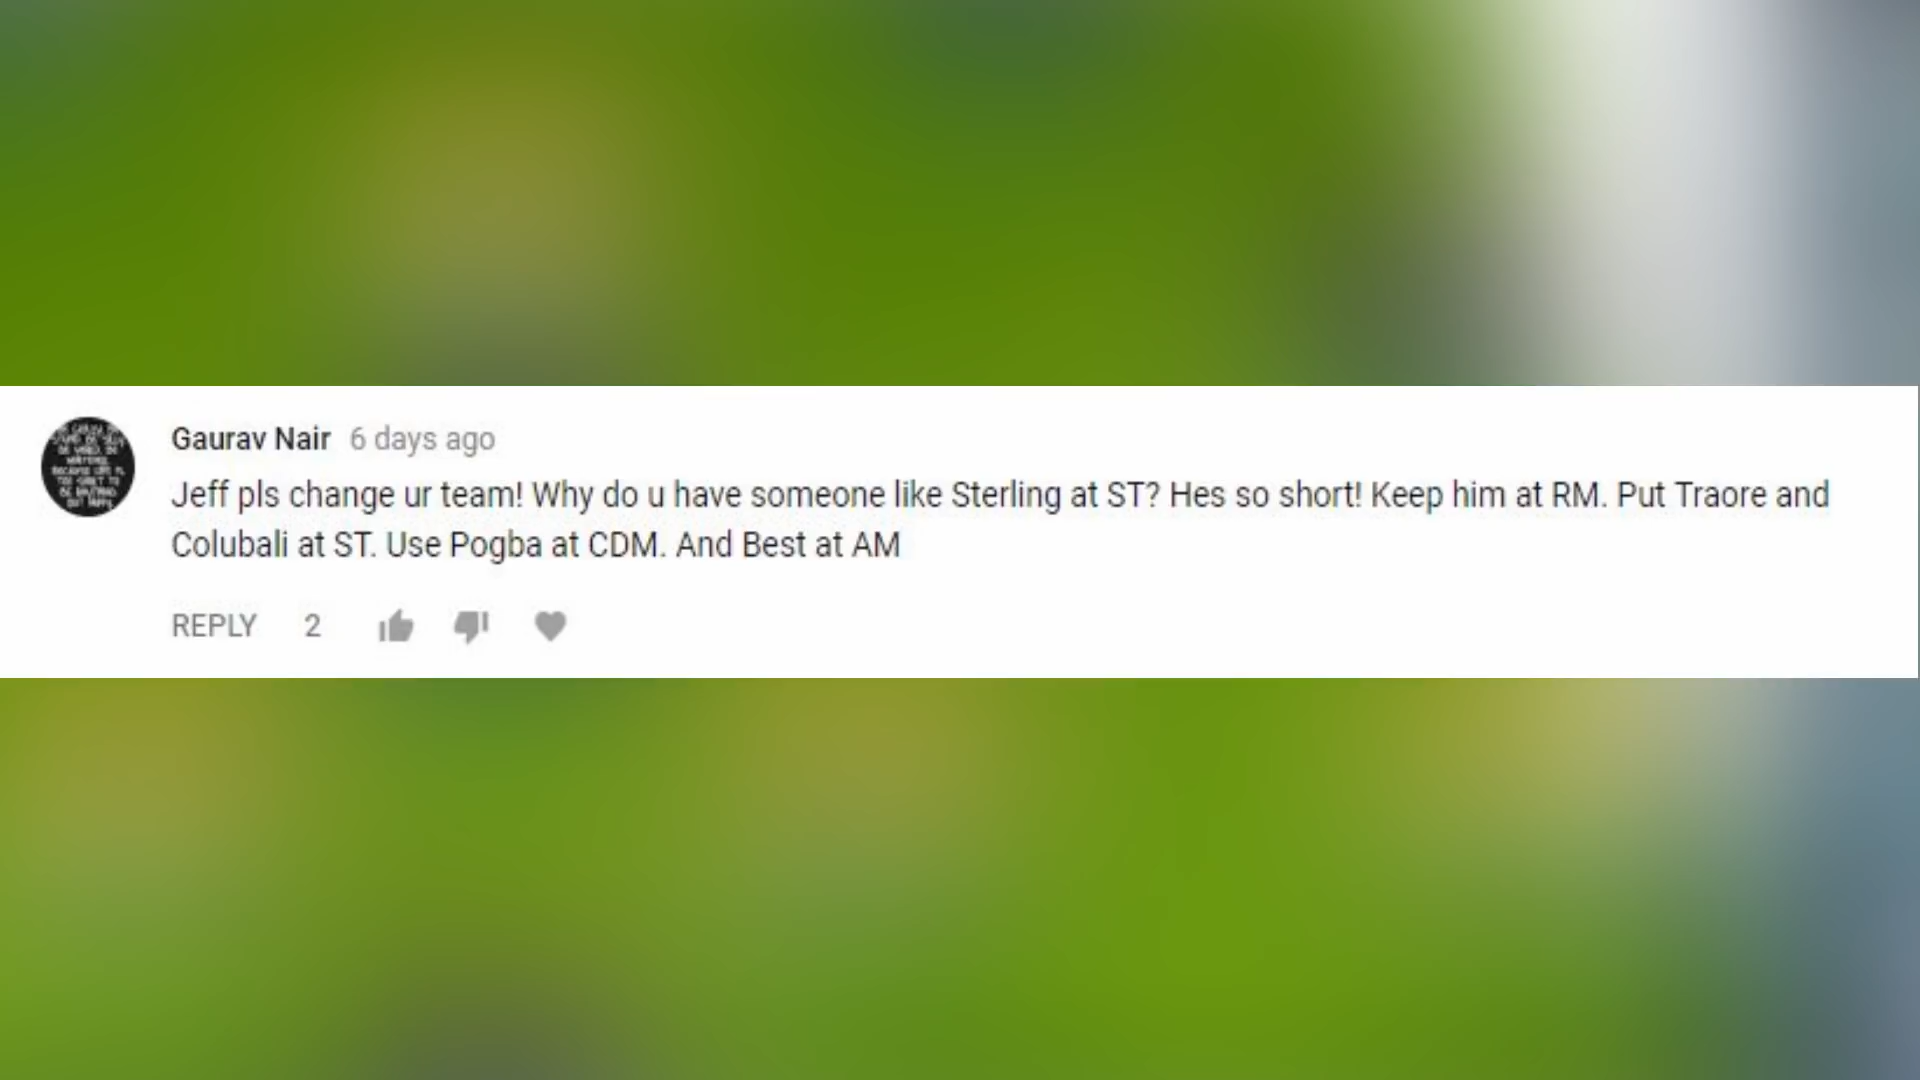 Gaurav Nair 6 days ago
Jeff pls change ur team! Why do u have someone like Sterling at ST? Hes so short! Keep him at RM. Put Traore and
Colubali at ST. Use Pogba at CDM. And Best at AM
REPLY 2